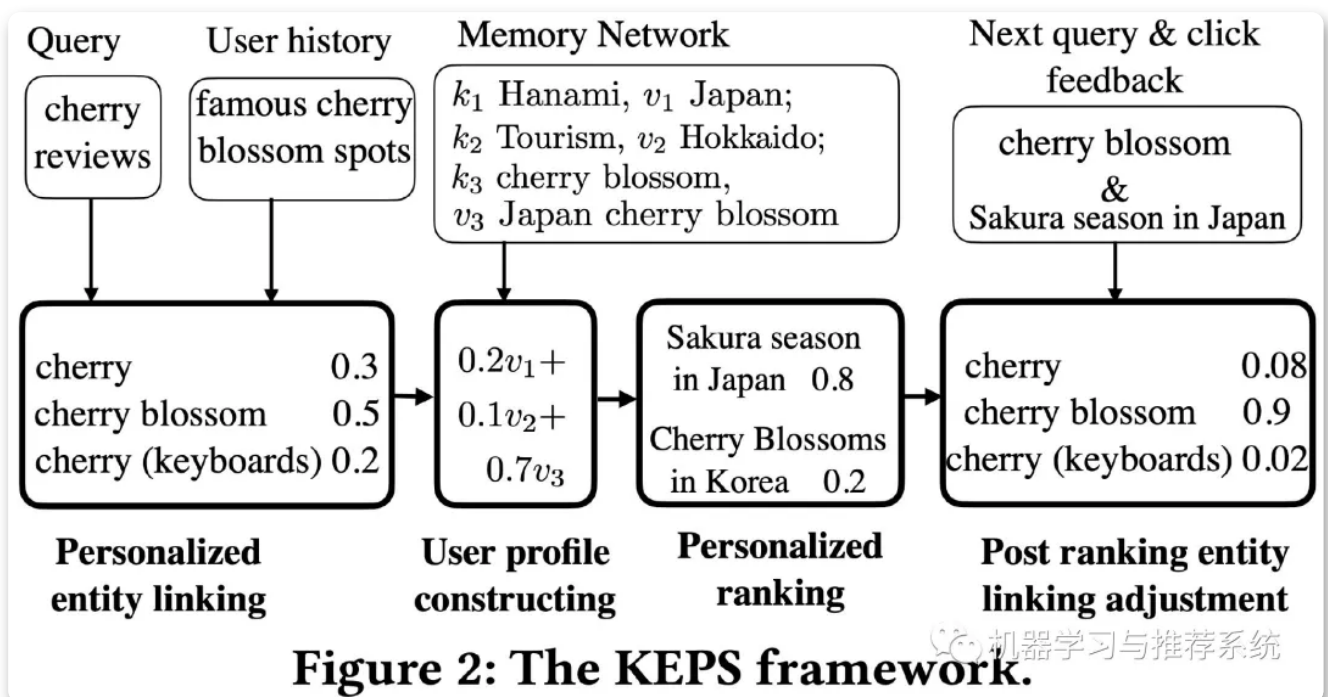 Query
cherry
reviews
User history
famous cherry
blossom spots
Memory Network
k₁ Hanami, v₁ Japan;
k₂ Tourism, v₂ Hokkaido;
k₃ cherry blossom,
v₃ Japan cherry blossom
Next query & click
feedback
cherry blossom
&
Sakura season in Japan
cherry 0.3
cherry blossom 0.5
cherry (keyboards) 0.2
Personalized
entity linking
0.2v₁+
0.1v₂+
0.7v₃
User profile
constructing
Sakura season
in Japan 0.8
Cherry Blossoms
in Korea 0.2
Personalized
ranking
cherry 0.08
cherry blossom 0.9
cherry (keyboards) 0.02
Post ranking entity
linking adjustment
机器学习与推荐系统
Figure 2: The KEPS framework.